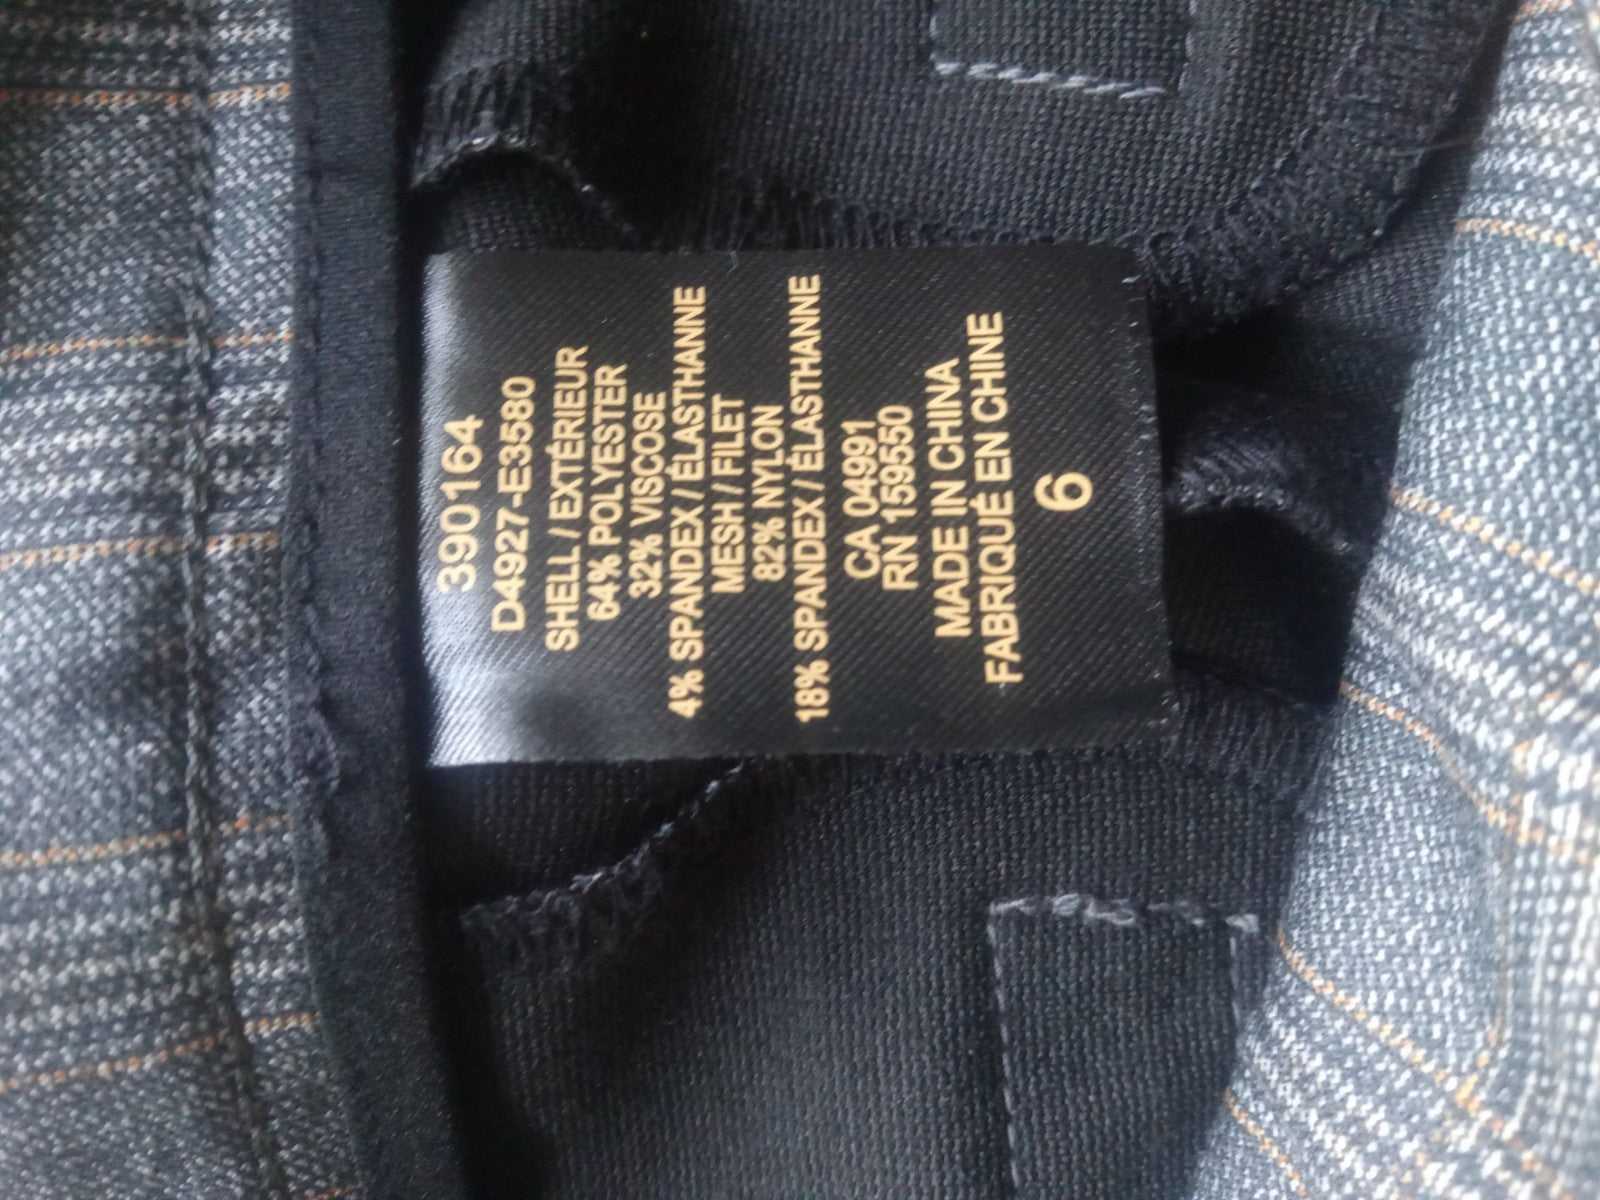 390164
D4927-E3580
SHELL / EXTÉRIEUR
64% POLYESTER
32% VISCOSE
4% SPANDEX / ÉLASTHANNE
MESH / FILET
82% NYLON
18% SPANDEX / ÉLASTHANNE
CA 04991
RN 159550
MADE IN CHINA
FABRIQUÉ EN CHINE
6